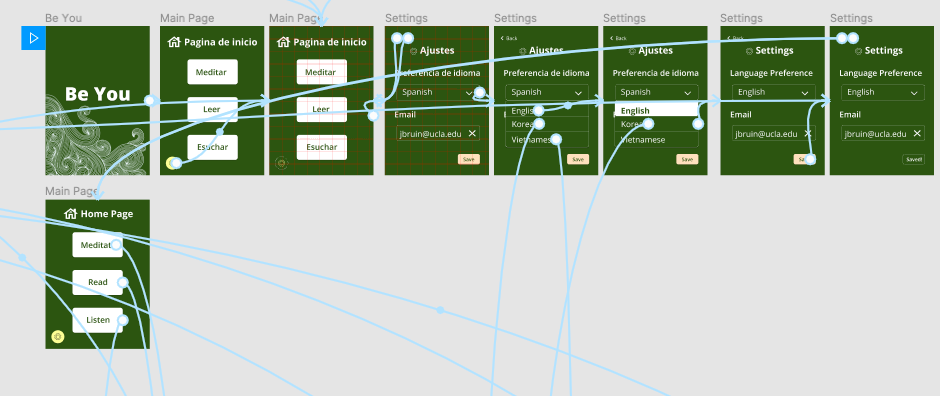 Be You
Main Page
Main Page
Settings
Settings
Settings
Settings
Settings
Be You
Pagina de inicio
Meditar
Leer
Esuchar
Pagina de inicio
Meditar
Leer
Esuchar
Ajustes
Preferencia de idioma
Spanish
Email
jbruin@ucla.edu
Save
Back
Ajustes
Preferencia de idioma
Spanish
English
Korean
Vietnamese
Save
Back
Ajustes
Preferencia de idioma
Spanish
English
Korean
Vietnamese
Save
Back
Settings
Language Preference
English
Email
jbruin@ucla.edu
Save
Back
Settings
Language Preference
English
Email
jbruin@ucla.edu
Saved!
Main Page
Home Page
Meditate
Read
Listen